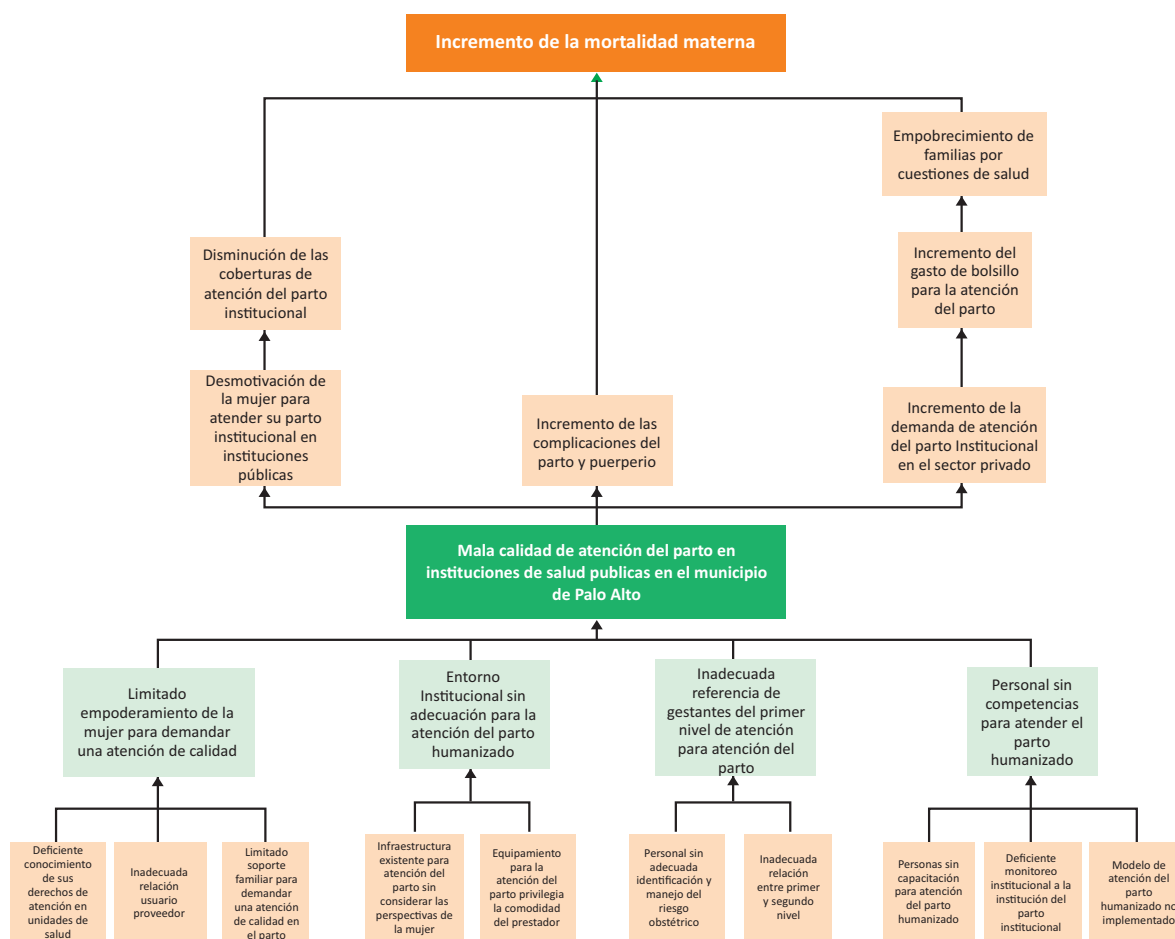 Incremento de la mortalidad materna
Empobrecimiento de
familias por
cuestiones de salud
Disminución de las
coberturas de
atención del parto
institucional
Incremento del
gasto de bolsillo
para la atención
del parto
Desmotivación de
la mujer para
atender su parto
institucional en
instituciones
públicas
Incremento de las
complicaciones del
parto y puerperio
Incremento de la
demanda de atención
del parto Institucional
en el sector privado
Mala calidad de atención del parto en
instituciones de salud publicas en el municipio
de Palo Alto
Limitado
empoderamiento de la
mujer para demandar
una atención de calidad
Entorno
Institucional sin
adecuación para la
atención del parto
humanizado
Inadecuada
referencia de
gestantes del primer
nivel de atención
para atención del
parto
Personal sin
competencias
para atender el
parto
humanizado
Deficiente
conocimiento
de sus derechos
de atención en
unidades de
salud
Inadecuada
relación
usuario
proveedor
Limitado
soporte
familiar para
demandar
una atención
de calidad en
el parto
Infraestructura
existente para
atención del
parto sin
considerar las
perspectivas de
la mujer
Equipamiento
para la
atención del
parto privilegia
la comodidad
del prestador
Personal sin
adecuada
identificación y
manejo del
riesgo
obstétrico
Inadecuada
relación
entre primer
y segundo
nivel
Personas sin
capacitación
para atención
del parto
humanizado
Deficiente
monitoreo
institucional a la
institución del
parto
institucional
Modelo de
atención del
parto
humanizado no
implementado